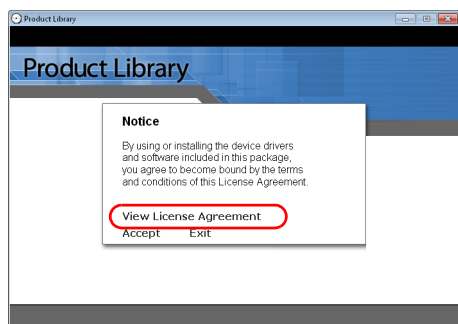 Product Library
Product Library
Notice
By using or installing the device drivers
and software included in this package,
you agree to become bound by the terms
and conditions of this License Agreement.
View License Agreement
Accept Exit